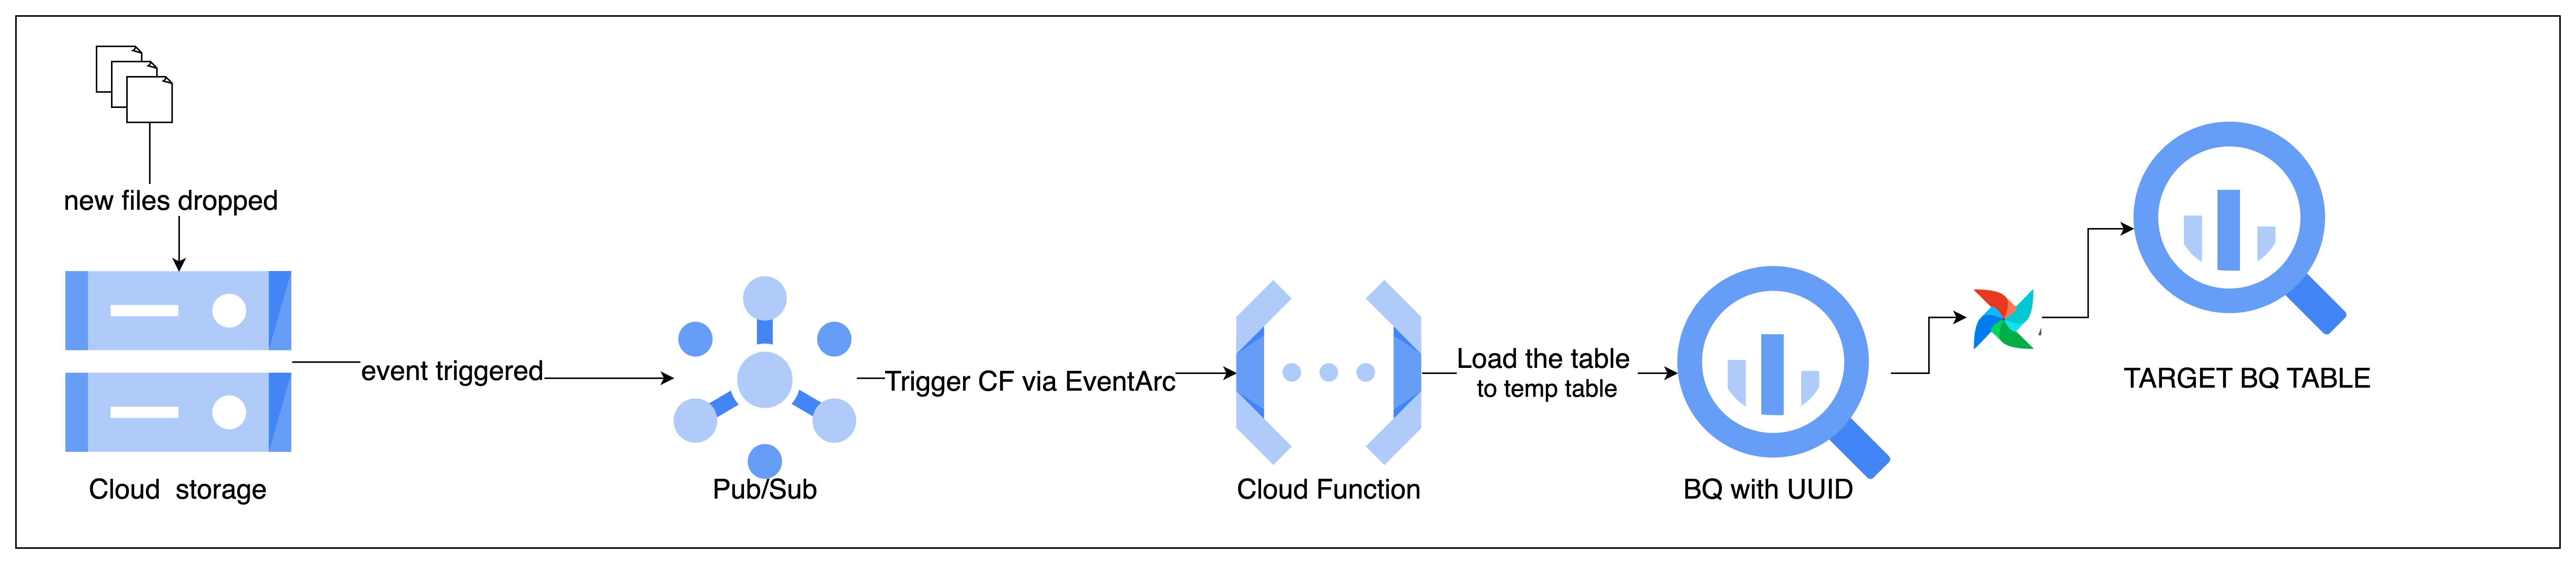 new files dropped
event triggered
Trigger CF via EventArc
Load the table
to temp table
TARGET BQ TABLE
Cloud storage
Pub/Sub
Cloud Function
BQ with UUID